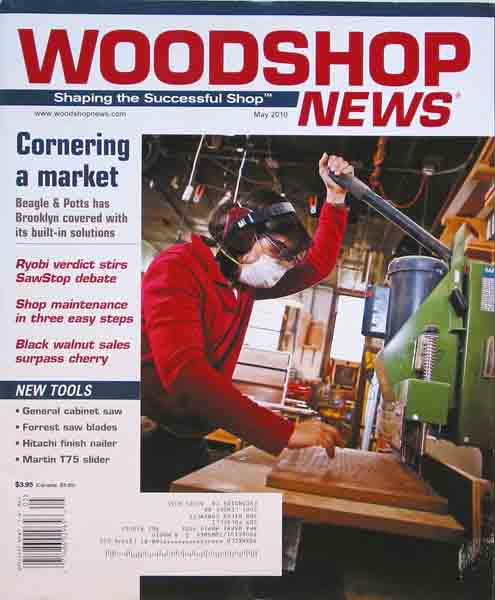 WOODSHOP
Shaping the Successful Shop™
NEWS®
www.woodshopnews.com
May 2010
Cornering
a market
Beagle & Potts has
Brooklyn covered with
its built-in solutions
Ryobi verdict stirs
SawStop debate
Shop maintenance
in three easy steps
Black walnut sales
surpass cherry
NEW TOOLS
• General cabinet saw
• Forrest saw blades
• Hitachi finish nailer
• Martin T75 slider
$3.95